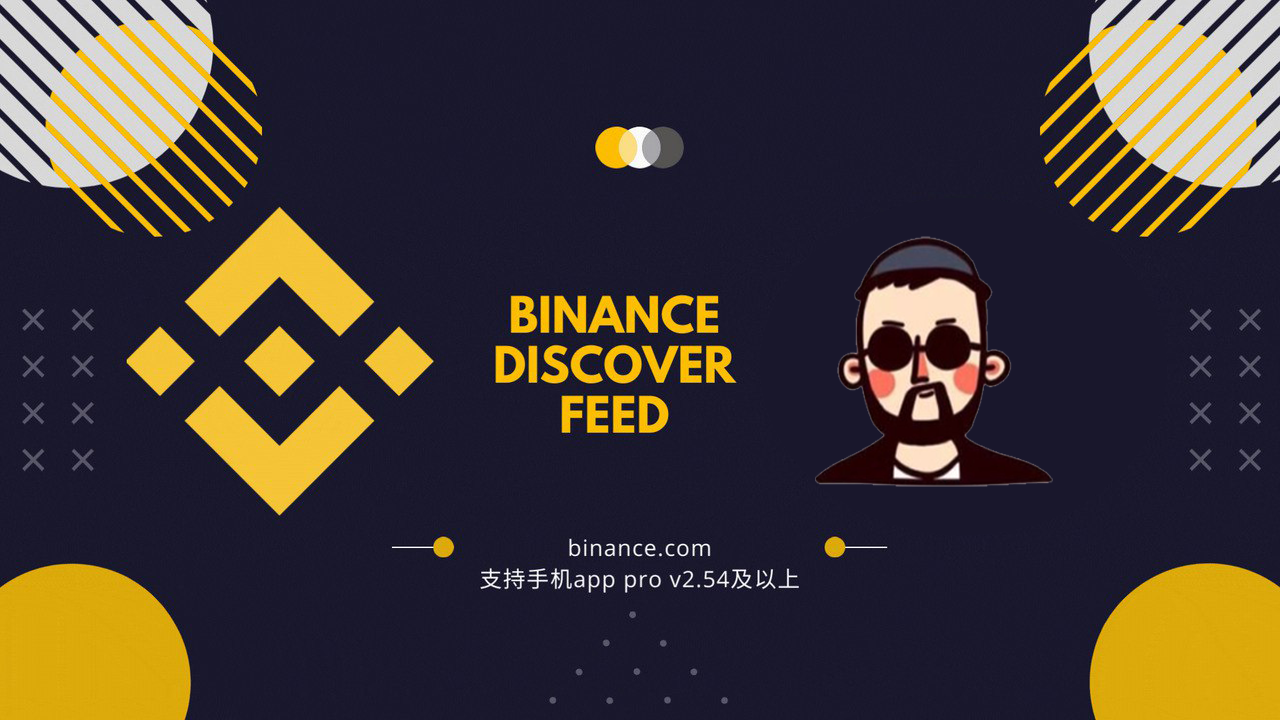 BINANCE
DISCOVER
FEED
binance.com
支持手机app pro v2.54及以上